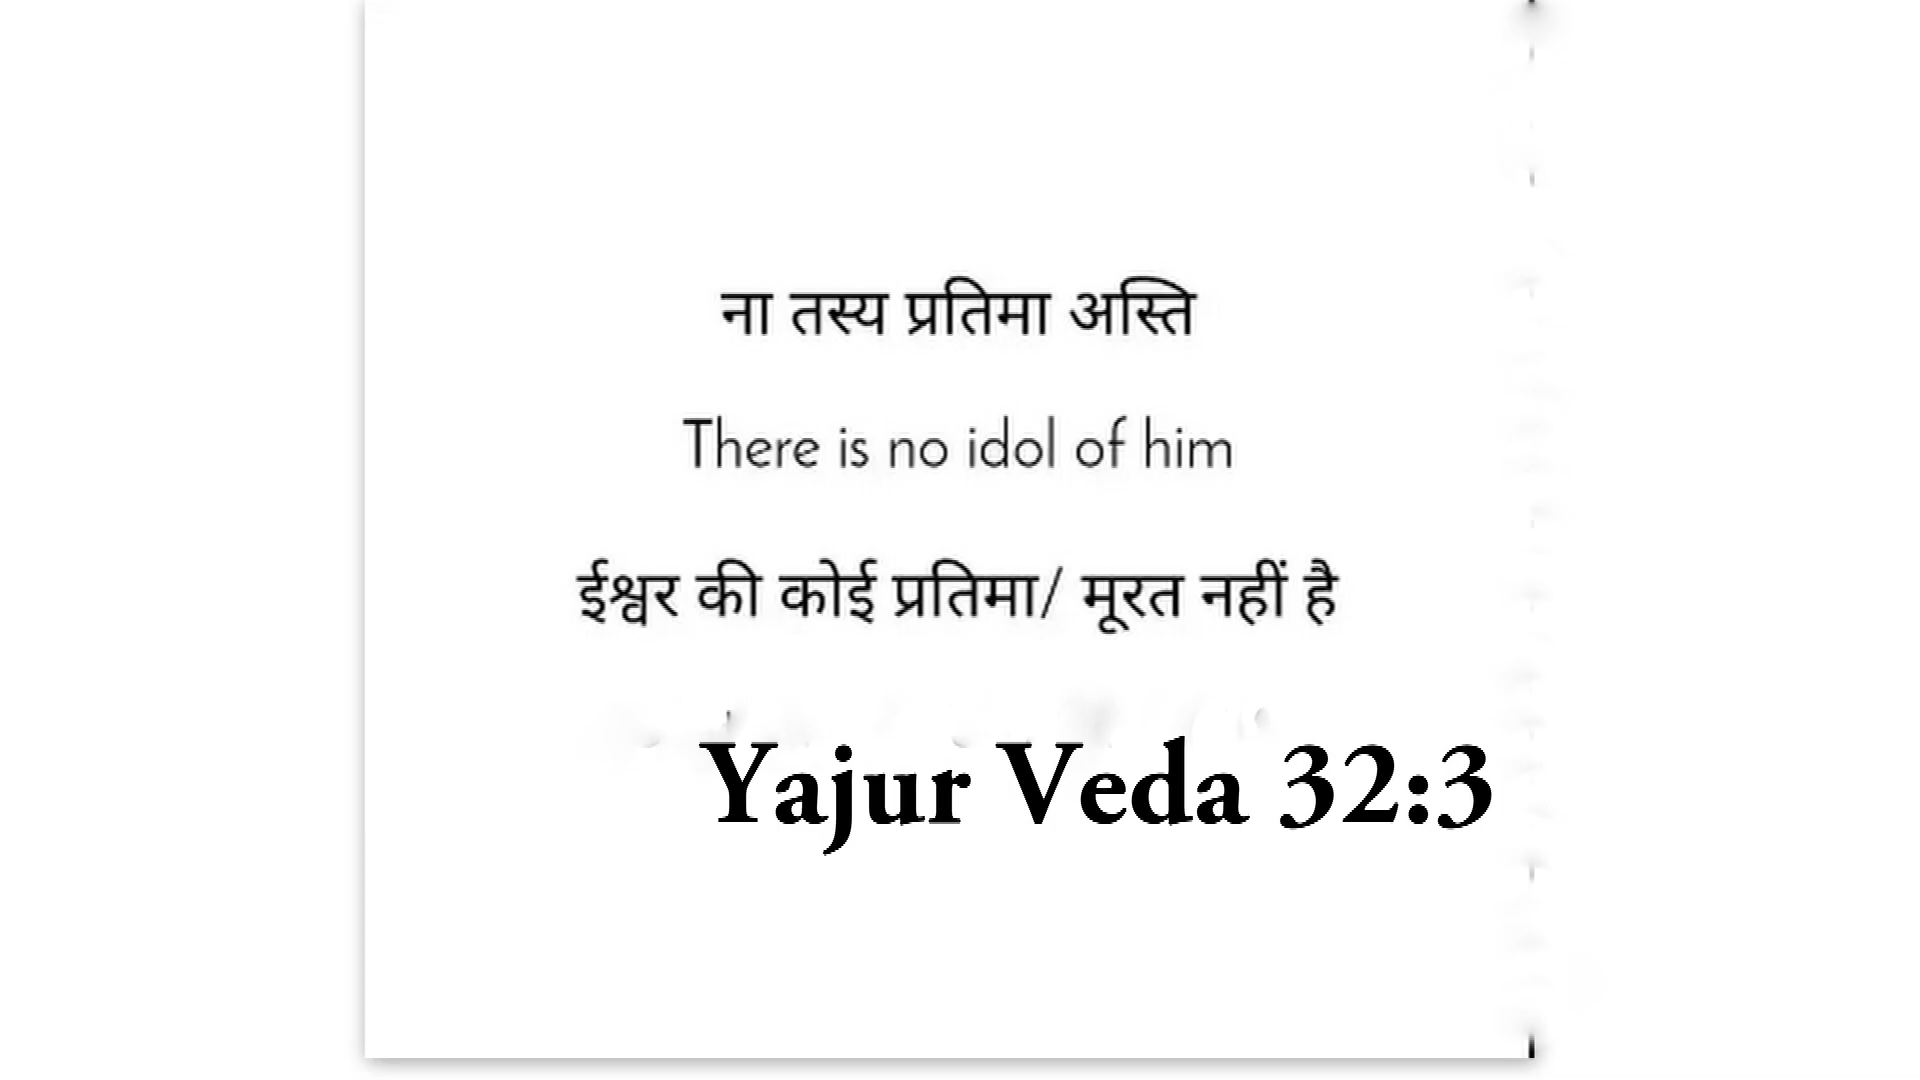 ना तस्य प्रतिमा अस्ति
There is no idol of him
ईश्वर की कोई प्रतिमा/ मूरत नहीं है
Yajur Veda 32:3